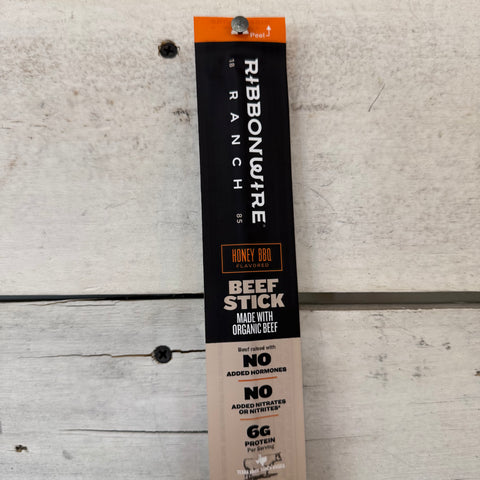 Peel
RIBBONWIRE
18 RANCH 85
HONEY BBQ
FLAVORED
BEEF
STICK
MADE WITH
ORGANIC BEEF
Beef raised with
NO
ADDED HORMONES
NO
ADDED NITRATES
OR NITRITES*
6G
PROTEIN
Per Serving